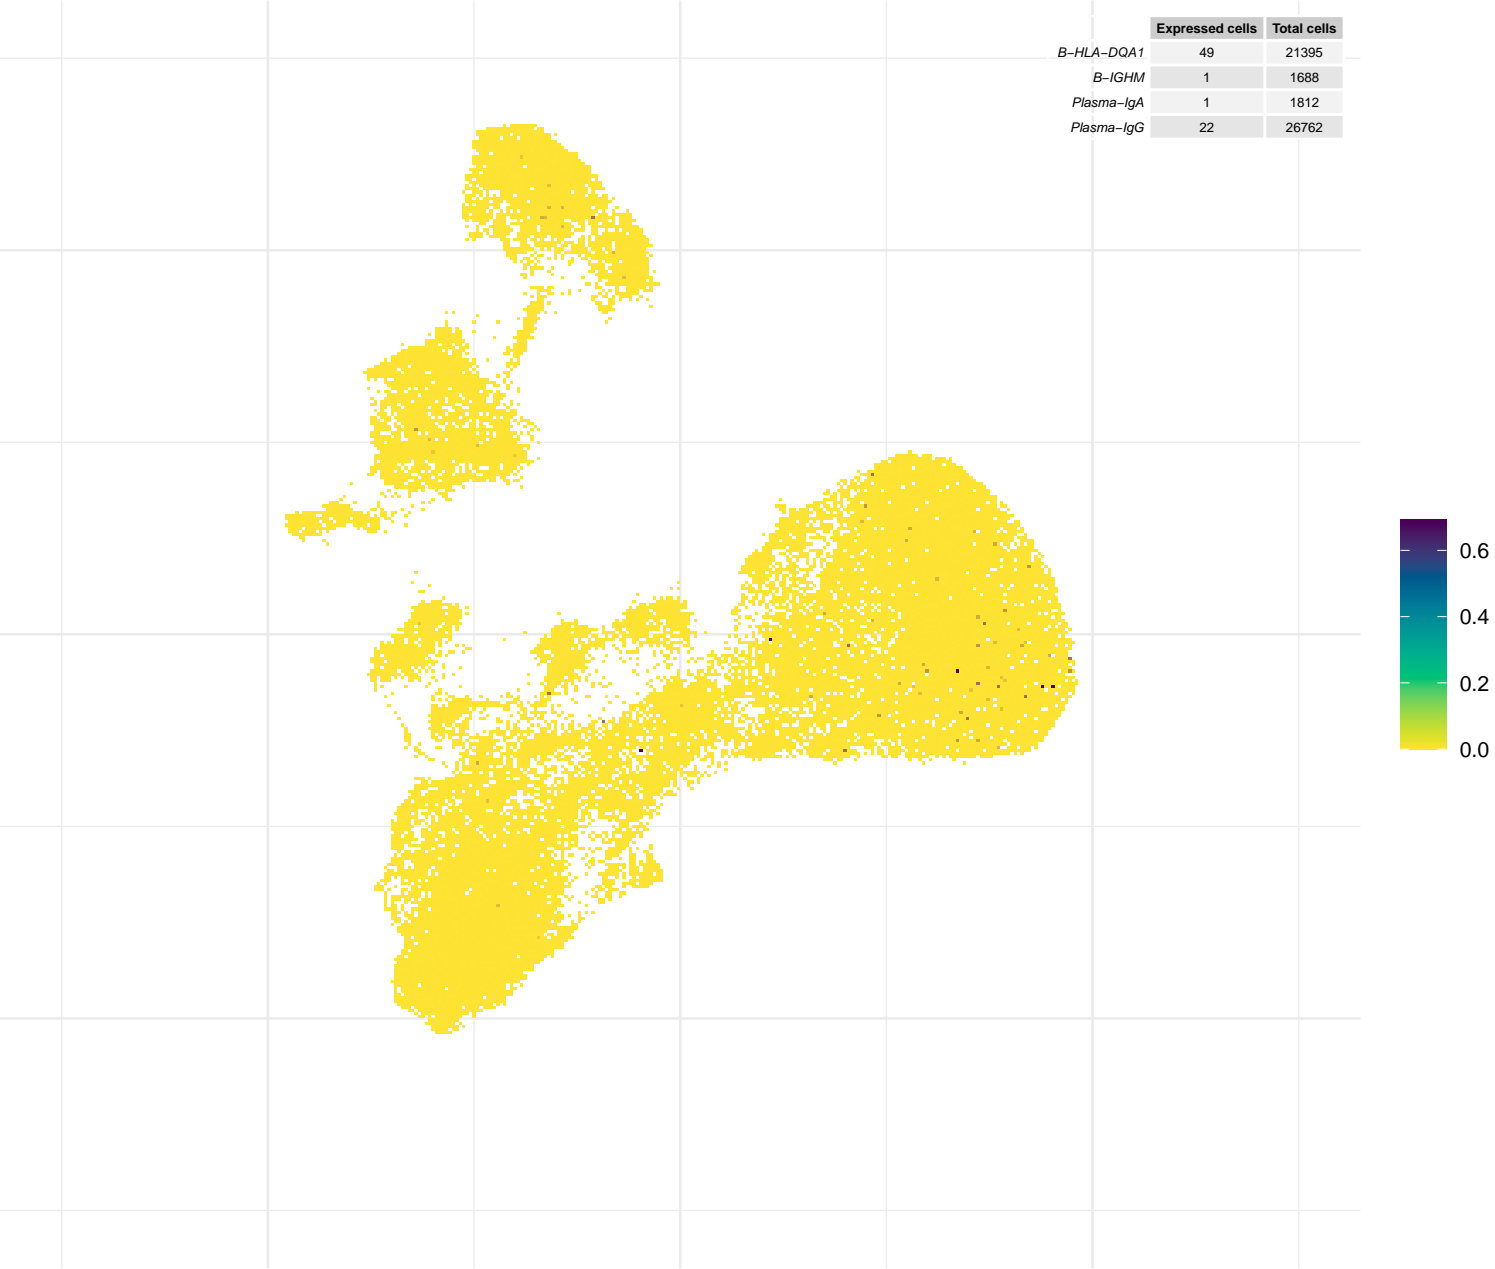 Expressed cells Total cells
B−HLA−DQA1 49 21395
B−IGHM 1 1688
Plasma−IgA 1 1812
Plasma−IgG 22 26762
0.6
0.4
0.2
0.0